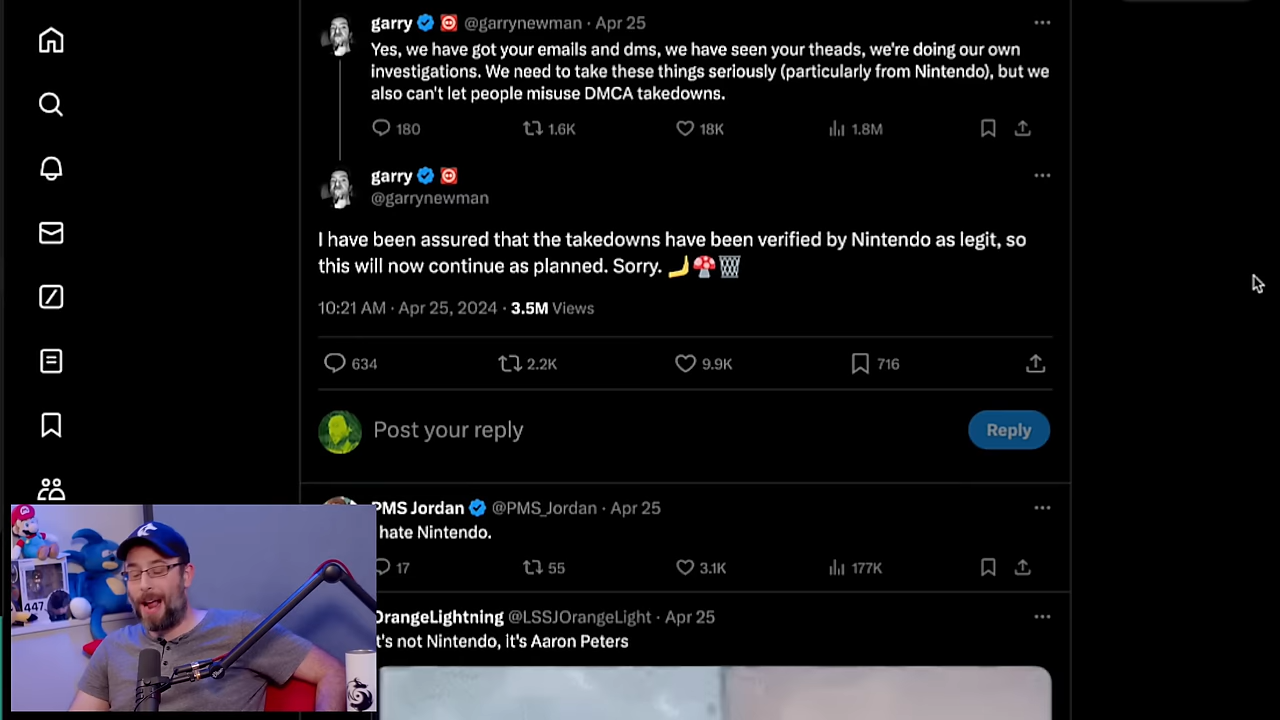 garry @garrynewman · Apr 25
Yes, we have got your emails and dms, we have seen your theads, we're doing our own
investigations. We need to take these things seriously (particularly from Nintendo), but we
also can't let people misuse DMCA takedowns.
180 1.6K 18K 1.8M
garry
@garrynewman
I have been assured that the takedowns have been verified by Nintendo as legit, so
this will now continue as planned. Sorry.
10:21 AM · Apr 25, 2024 · 3.5M Views
634 2.2K 9.9K 716
Post your reply
Reply
PMS Jordan @PMS_Jordan · Apr 25
hate Nintendo.
17 55 3.1K 177K
OrangeLightning @LSSJOrangeLight · Apr 25
t's not Nintendo, it's Aaron Peters
447